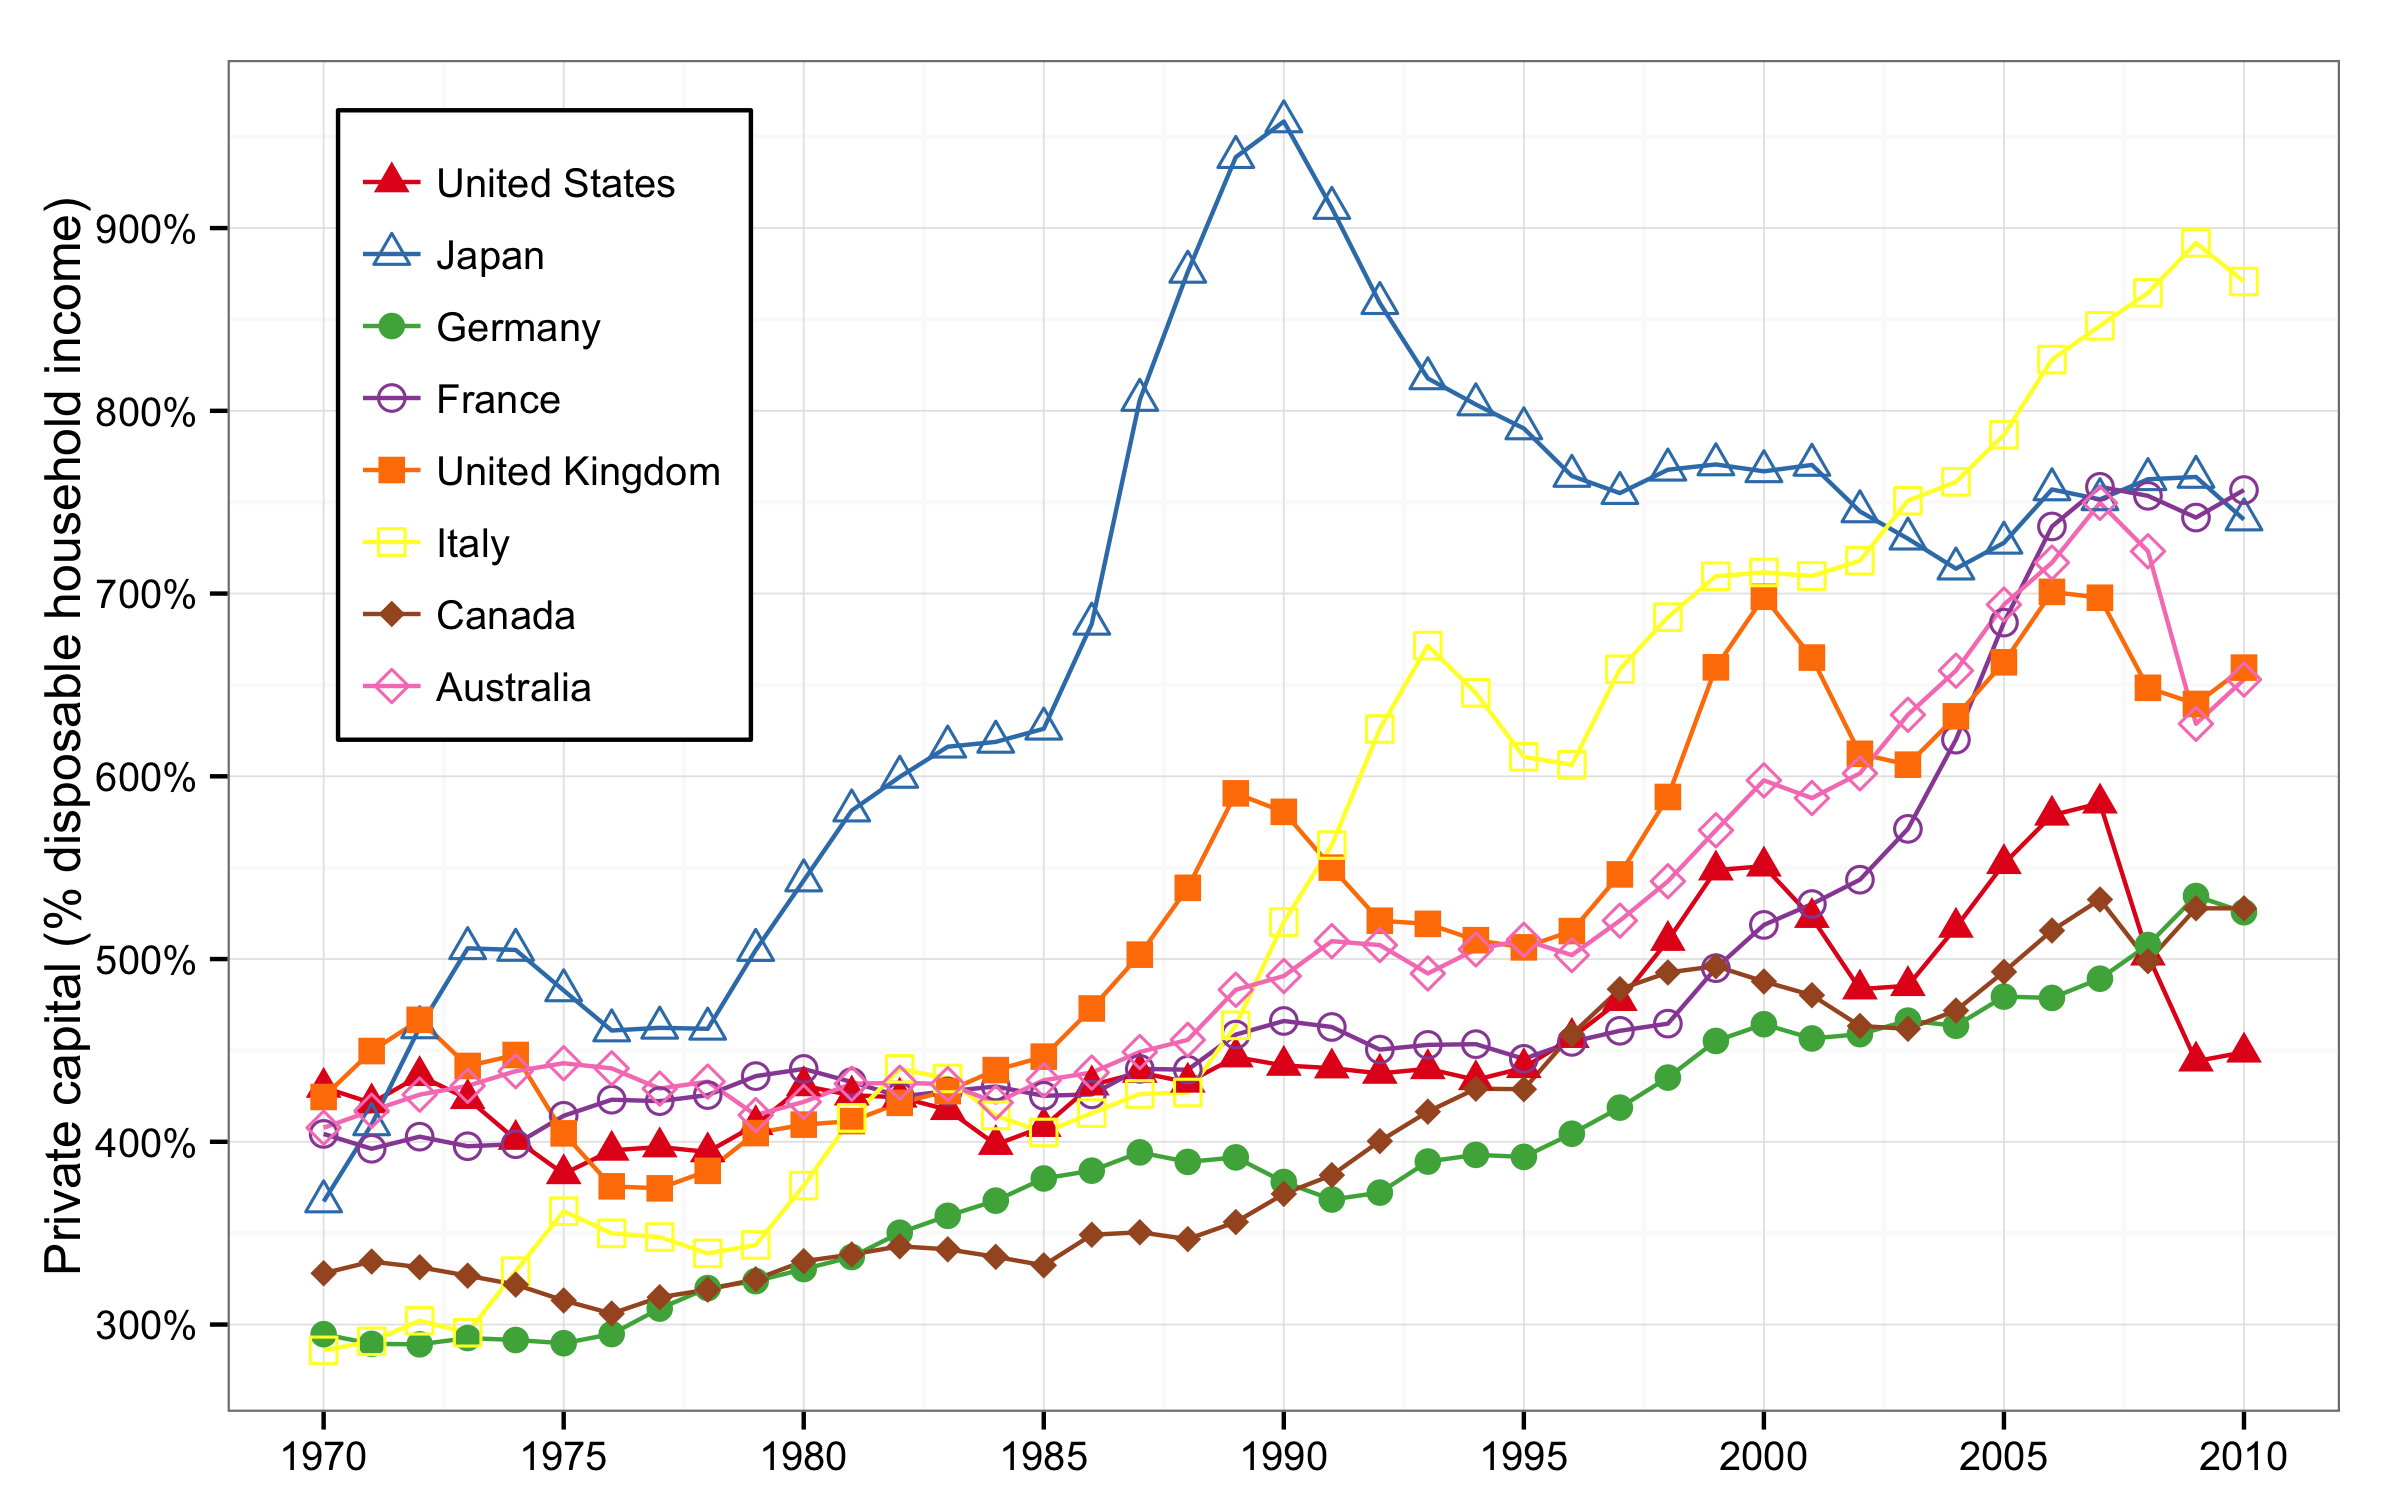 Private capital (% disposable household income)
900%
800%
700%
600%
500%
400%
300%
United States
Japan
Germany
France
United Kingdom
Italy
Canada
Australia
1970 1975 1980 1985 1990 1995 2000 2005 2010